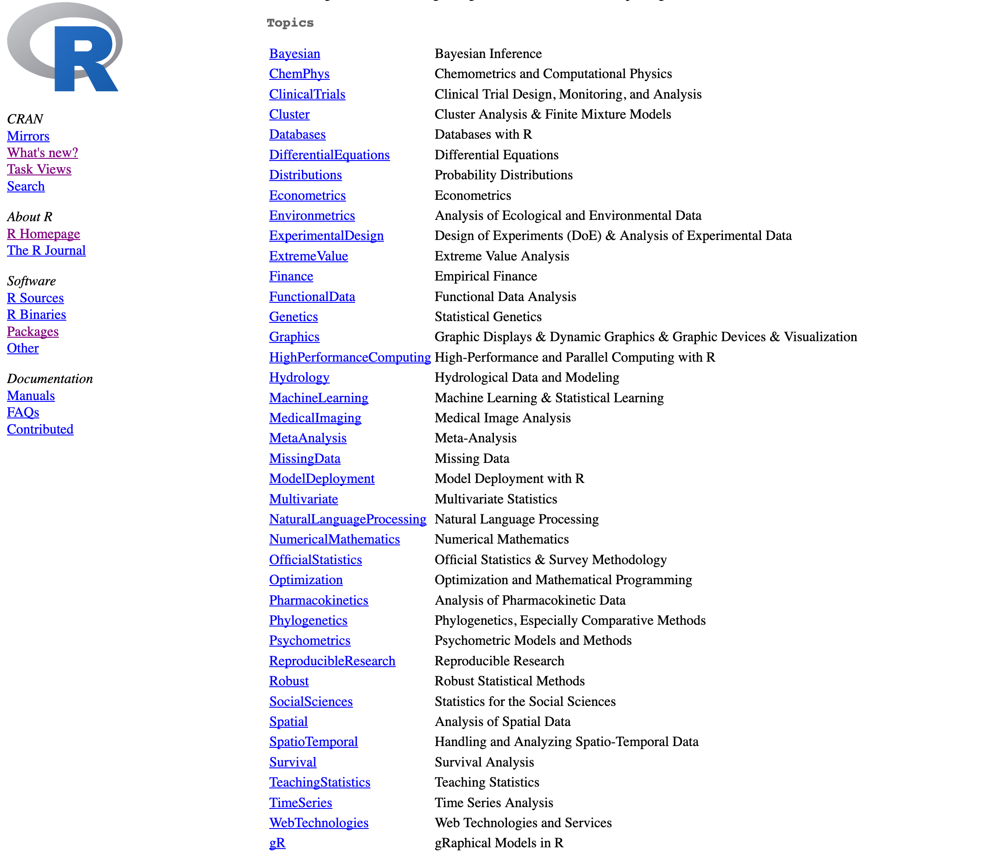 R
CRAN
Mirrors
What's new?
Task Views
Search
About R
R Homepage
The R Journal
Software
R Sources
R Binaries
Packages
Other
Documentation
Manuals
FAQs
Contributed
Topics
Bayesian Bayesian Inference
ChemPhys Chemometrics and Computational Physics
ClinicalTrials Clinical Trial Design, Monitoring, and Analysis
Cluster Cluster Analysis & Finite Mixture Models
Databases Databases with R
DifferentialEquations Differential Equations
Distributions Probability Distributions
Econometrics Econometrics
Environmetrics Analysis of Ecological and Environmental Data
ExperimentalDesign Design of Experiments (DoE) & Analysis of Experimental Data
ExtremeValue Extreme Value Analysis
Finance Empirical Finance
FunctionalData Functional Data Analysis
Genetics Statistical Genetics
Graphics Graphic Displays & Dynamic Graphics & Graphic Devices & Visualization
HighPerformanceComputing High-Performance and Parallel Computing with R
Hydrology Hydrological Data and Modeling
MachineLearning Machine Learning & Statistical Learning
MedicalImaging Medical Image Analysis
MetaAnalysis Meta-Analysis
MissingData Missing Data
ModelDeployment Model Deployment with R
Multivariate Multivariate Statistics
NaturalLanguageProcessing Natural Language Processing
NumericalMathematics Numerical Mathematics
OfficialStatistics Official Statistics & Survey Methodology
Optimization Optimization and Mathematical Programming
Pharmacokinetics Analysis of Pharmacokinetic Data
Phylogenetics Phylogenetics, Especially Comparative Methods
Psychometrics Psychometric Models and Methods
ReproducibleResearch Reproducible Research
Robust Robust Statistical Methods
SocialSciences Statistics for the Social Sciences
Spatial Analysis of Spatial Data
SpatioTemporal Handling and Analyzing Spatio-Temporal Data
Survival Survival Analysis
TeachingStatistics Teaching Statistics
TimeSeries Time Series Analysis
WebTechnologies Web Technologies and Services
gR gRaphical Models in R